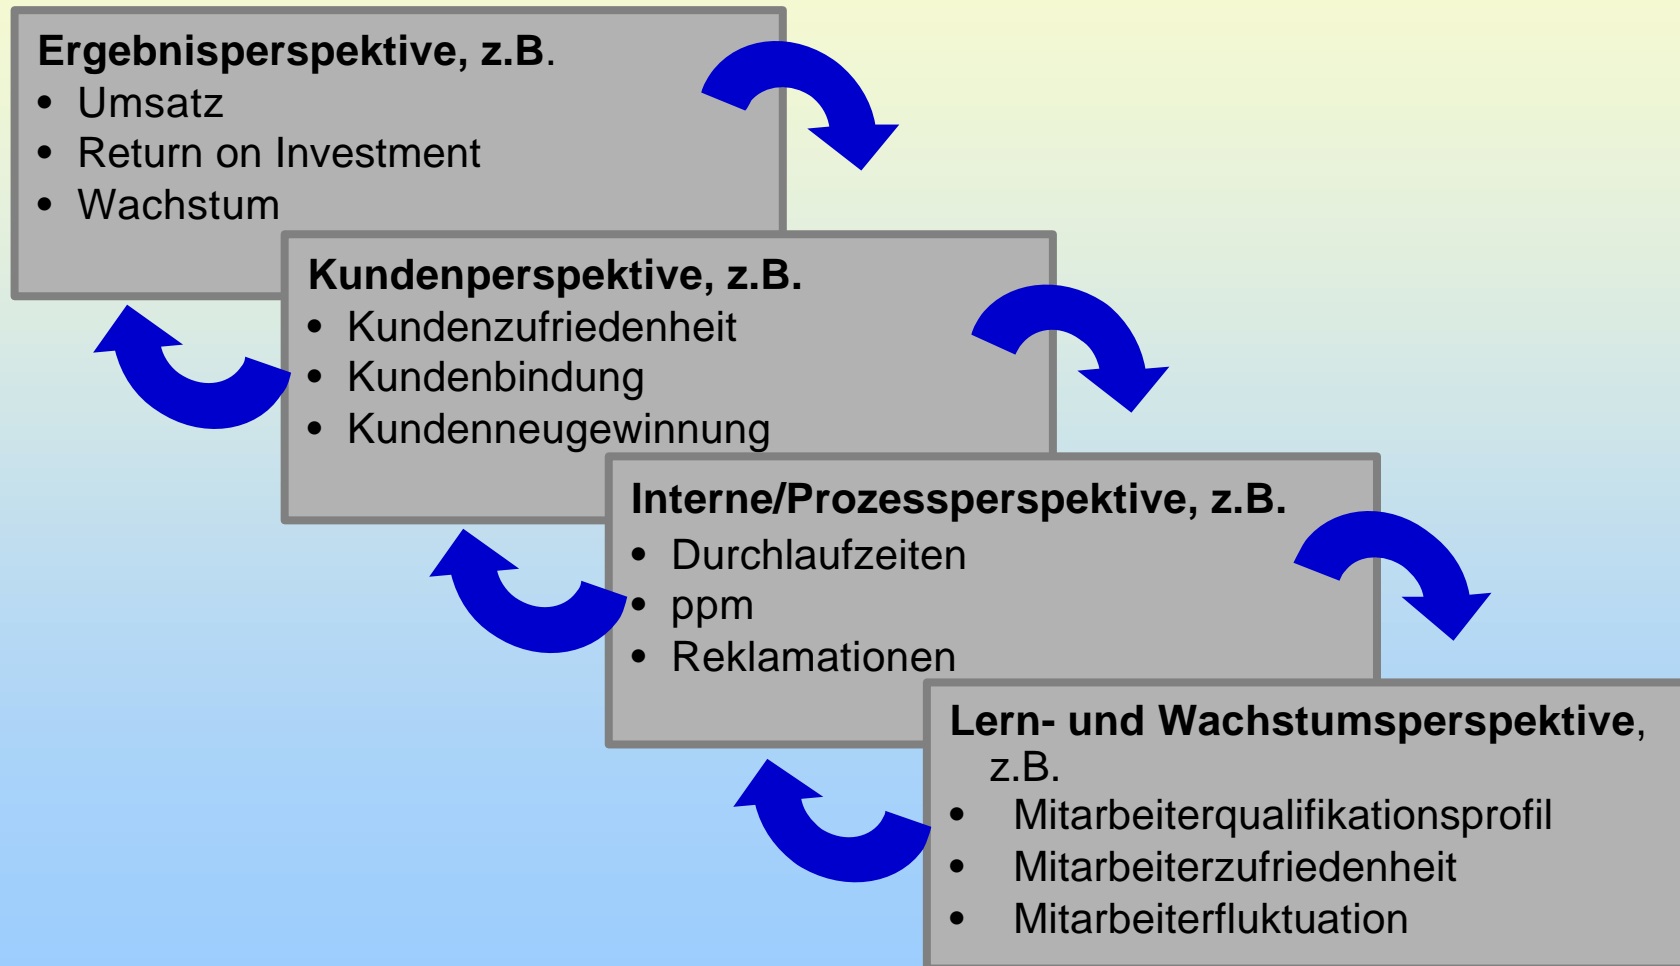 Ergebnisperspektive, z.B.
• Umsatz
• Return on Investment
• Wachstum
Kundenperspektive, z.B.
• Kundenzufriedenheit
• Kundenbindung
• Kundenneugewinnung
Interne/Prozessperspektive, z.B.
• Durchlaufzeiten
• ppm
• Reklamationen
Lern- und Wachstumsperspektive,
z.B.
• Mitarbeiterqualifikationsprofil
• Mitarbeiterzufriedenheit
• Mitarbeiterfluktuation